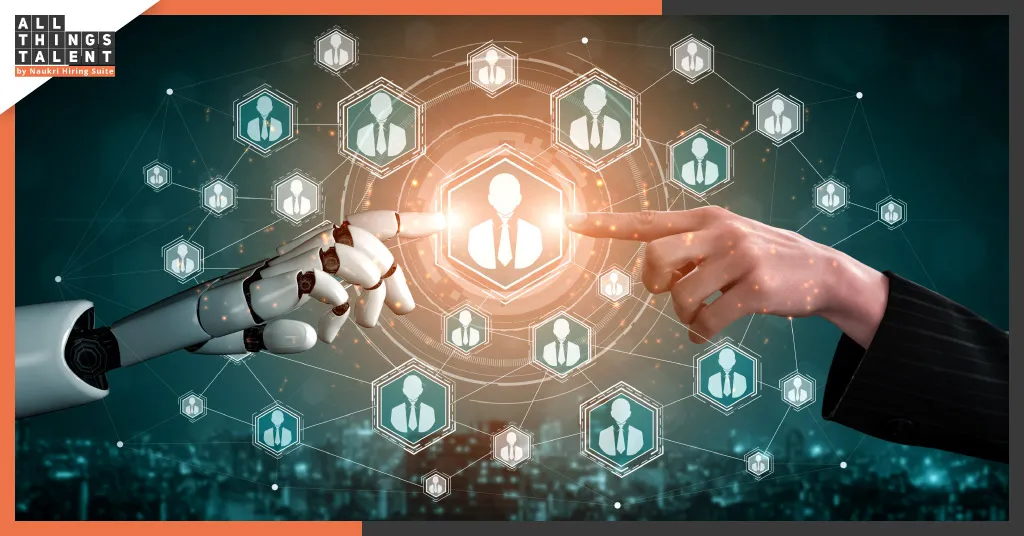 ALL
THINGS
TALENT
by Naukri Hiring Suite